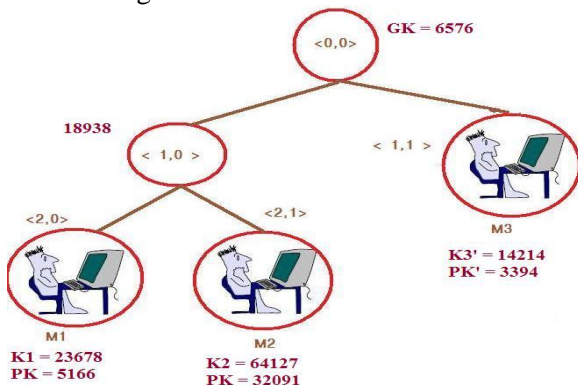 <0,0>
GK = 6576
18938
< 1,0 >
< 1,1 >
M3
K3' = 14214
PK' = 3394
<2,0>
<2,1>
M1
K1 = 23678
PK = 5166
M2
K2 = 64127
PK = 32091